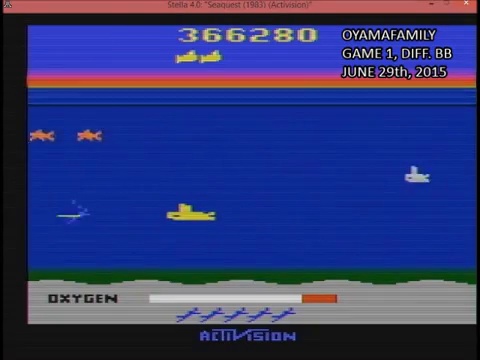 Stella 4.0: "Seaquest (1983) (Activision)"
366280
OYAMAFAMILY
GAME 1, DIFF. BB
JUNE 29th, 2015
OXYGEN
ACTIVISION